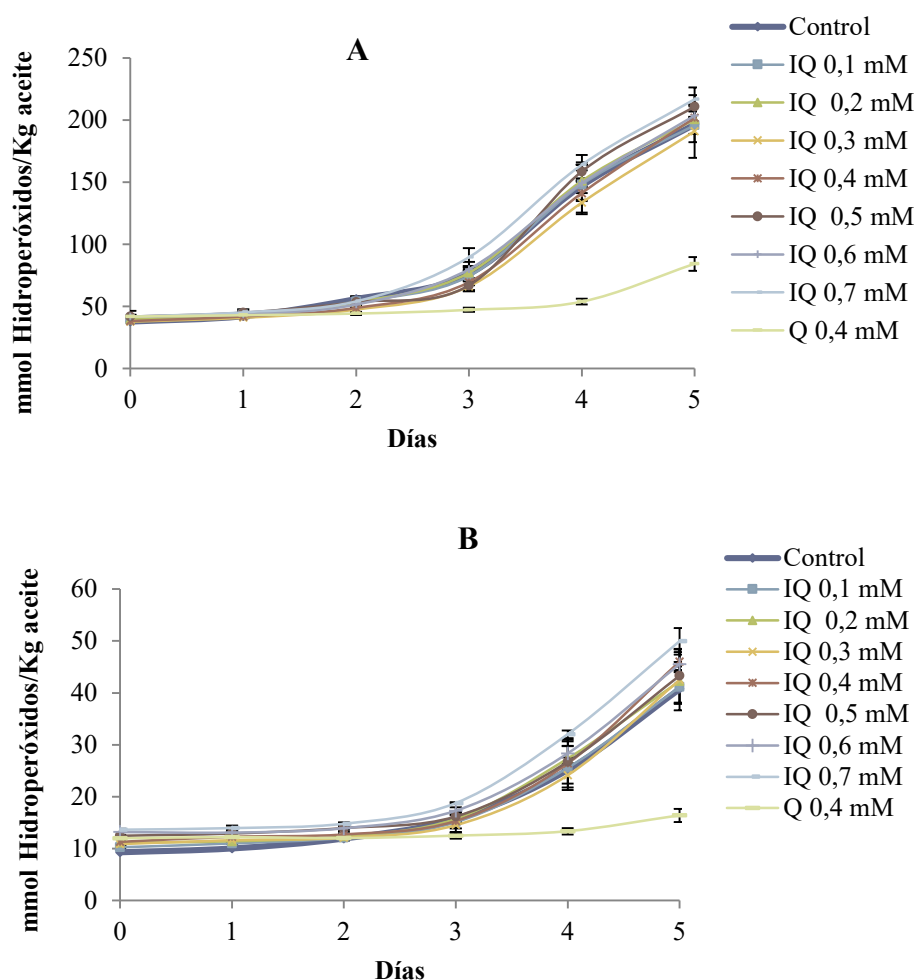 A
mmol Hidroperóxidos/Kg aceite
250
200
150
100
50
0
0 1 2 3 4 5
Días
Control
IQ 0,1 mM
IQ 0,2 mM
IQ 0,3 mM
IQ 0,4 mM
IQ 0,5 mM
IQ 0,6 mM
IQ 0,7 mM
Q 0,4 mM
B
mmol Hidroperóxidos/Kg aceite
60
50
40
30
20
10
0
0 1 2 3 4 5
Días
Control
IQ 0,1 mM
IQ 0,2 mM
IQ 0,3 mM
IQ 0,4 mM
IQ 0,5 mM
IQ 0,6 mM
IQ 0,7 mM
Q 0,4 mM